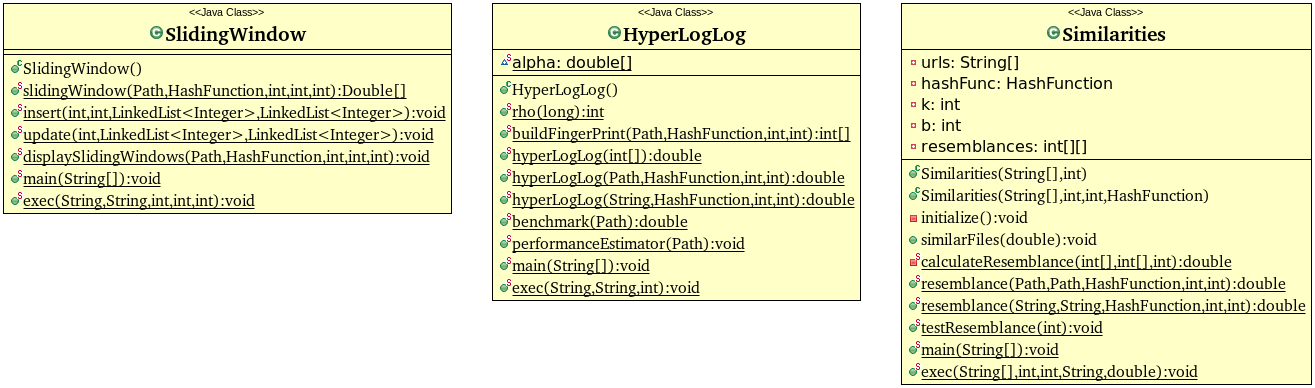 <<Java Class>>
SlidingWindow
SlidingWindow()
slidingWindow(Path,HashFunction,int,int,int):Double[]
insert(int,int,LinkedList<Integer>,LinkedList<Integer>):void
update(int,LinkedList<Integer>,LinkedList<Integer>):void
displaySlidingWindows(Path,HashFunction,int,int,int):void
main(String[]):void
exec(String,String,int,int,int):void
<<Java Class>>
HyperLogLog
alpha: double[]
HyperLogLog()
rho(long):int
buildFingerPrint(Path,HashFunction,int,int):int[]
hyperLogLog(int[]):double
hyperLogLog(Path,HashFunction,int,int):double
hyperLogLog(String,HashFunction,int,int):double
benchmark(Path):double
performanceEstimator(Path):void
main(String[]):void
exec(String,String,int):void
<<Java Class>>
Similarities
urls: String[]
hashFunc: HashFunction
k: int
b: int
resemblances: int[][]
Similarities(String[],int)
Similarities(String[],int,int,HashFunction)
initialize():void
similarFiles(double):void
calculateResemblance(int[],int[],int):double
resemblance(Path,Path,HashFunction,int,int):double
resemblance(String,String,HashFunction,int,int):double
testResemblance(int):void
main(String[]):void
exec(String[],int,int,String,double):void